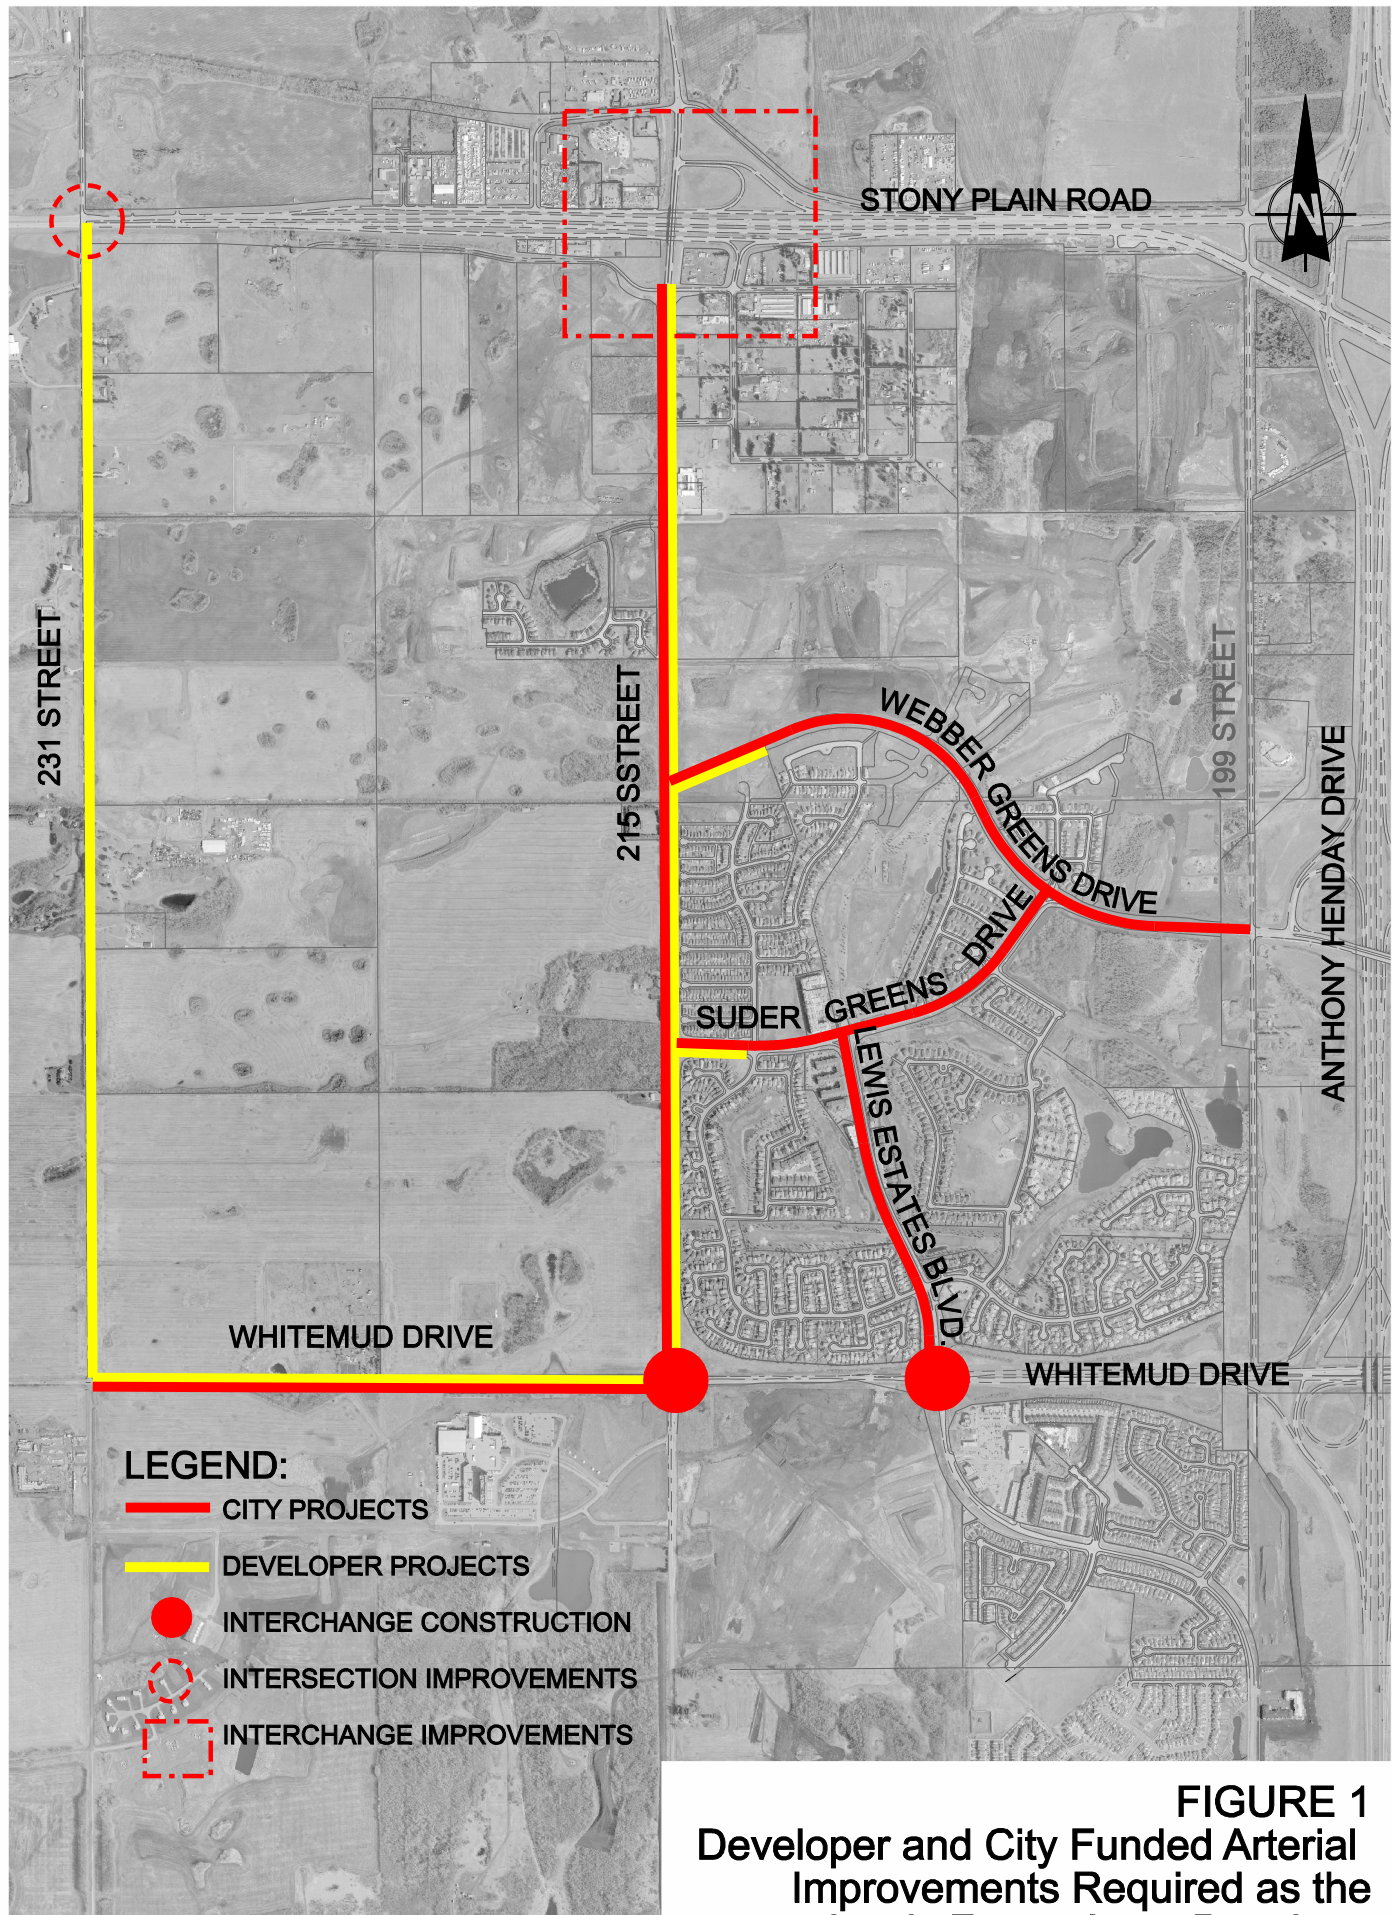 STONY PLAIN ROAD
N
231 STREET
215 SSTREET
WEBBER GREENS DRIVE
199 STREET
ANTHONY HENDAY DRIVE
SUDER GREENS DRIVE
LEWIS ESTATES BLVD.
WHITEMUD DRIVE
WHITEMUD DRIVE
LEGEND:
CITY PROJECTS
DEVELOPER PROJECTS
INTERCHANGE CONSTRUCTION
INTERSECTION IMPROVEMENTS
INTERCHANGE IMPROVEMENTS
FIGURE 1
Developer and City Funded Arterial
Improvements Required as the